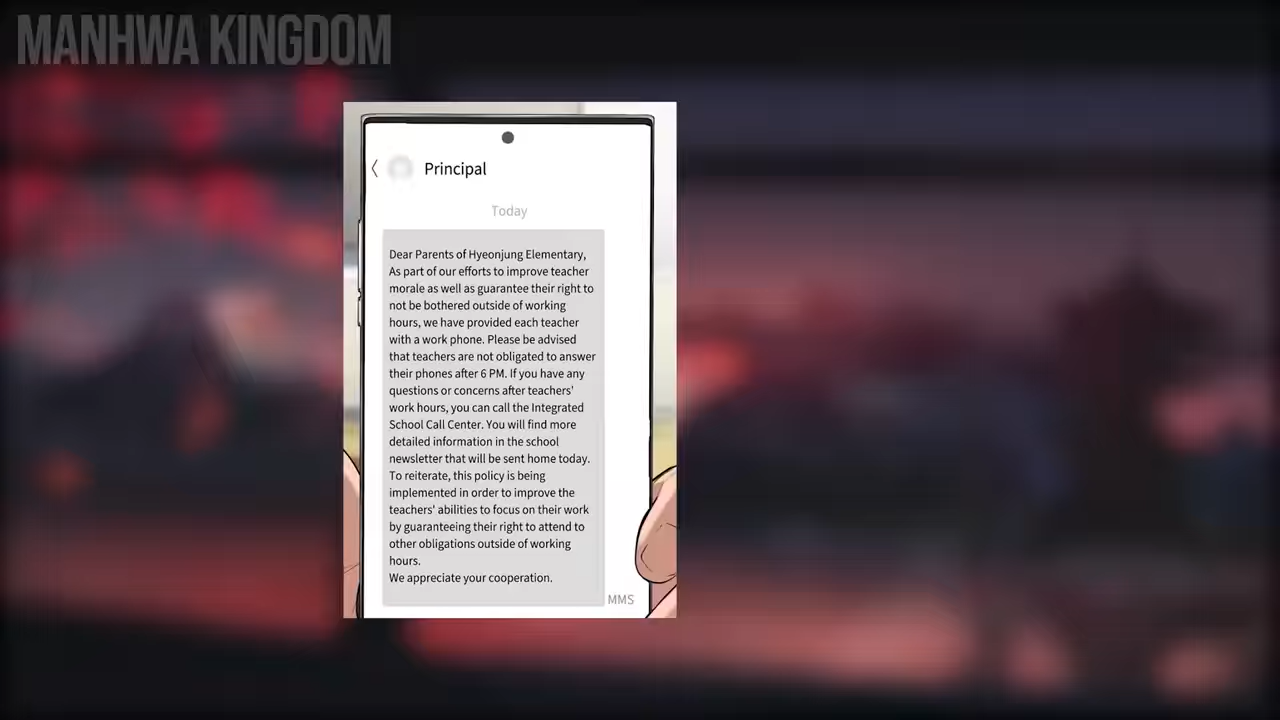 MANHWA KINGDOM
Principal
Today
Dear Parents of Hyeonjung Elementary,
As part of our efforts to improve teacher
morale as well as guarantee their right to
not be bothered outside of working
hours, we have provided each teacher
with a work phone. Please be advised
that teachers are not obligated to answer
their phones after 6 PM. If you have any
questions or concerns after teachers'
work hours, you can call the Integrated
School Call Center. You will find more
detailed information in the school
newsletter that will be sent home today.
To reiterate, this policy is being
implemented in order to improve the
teachers' abilities to focus on their work
by guaranteeing their right to attend to
other obligations outside of working
hours.
We appreciate your cooperation.
MMS